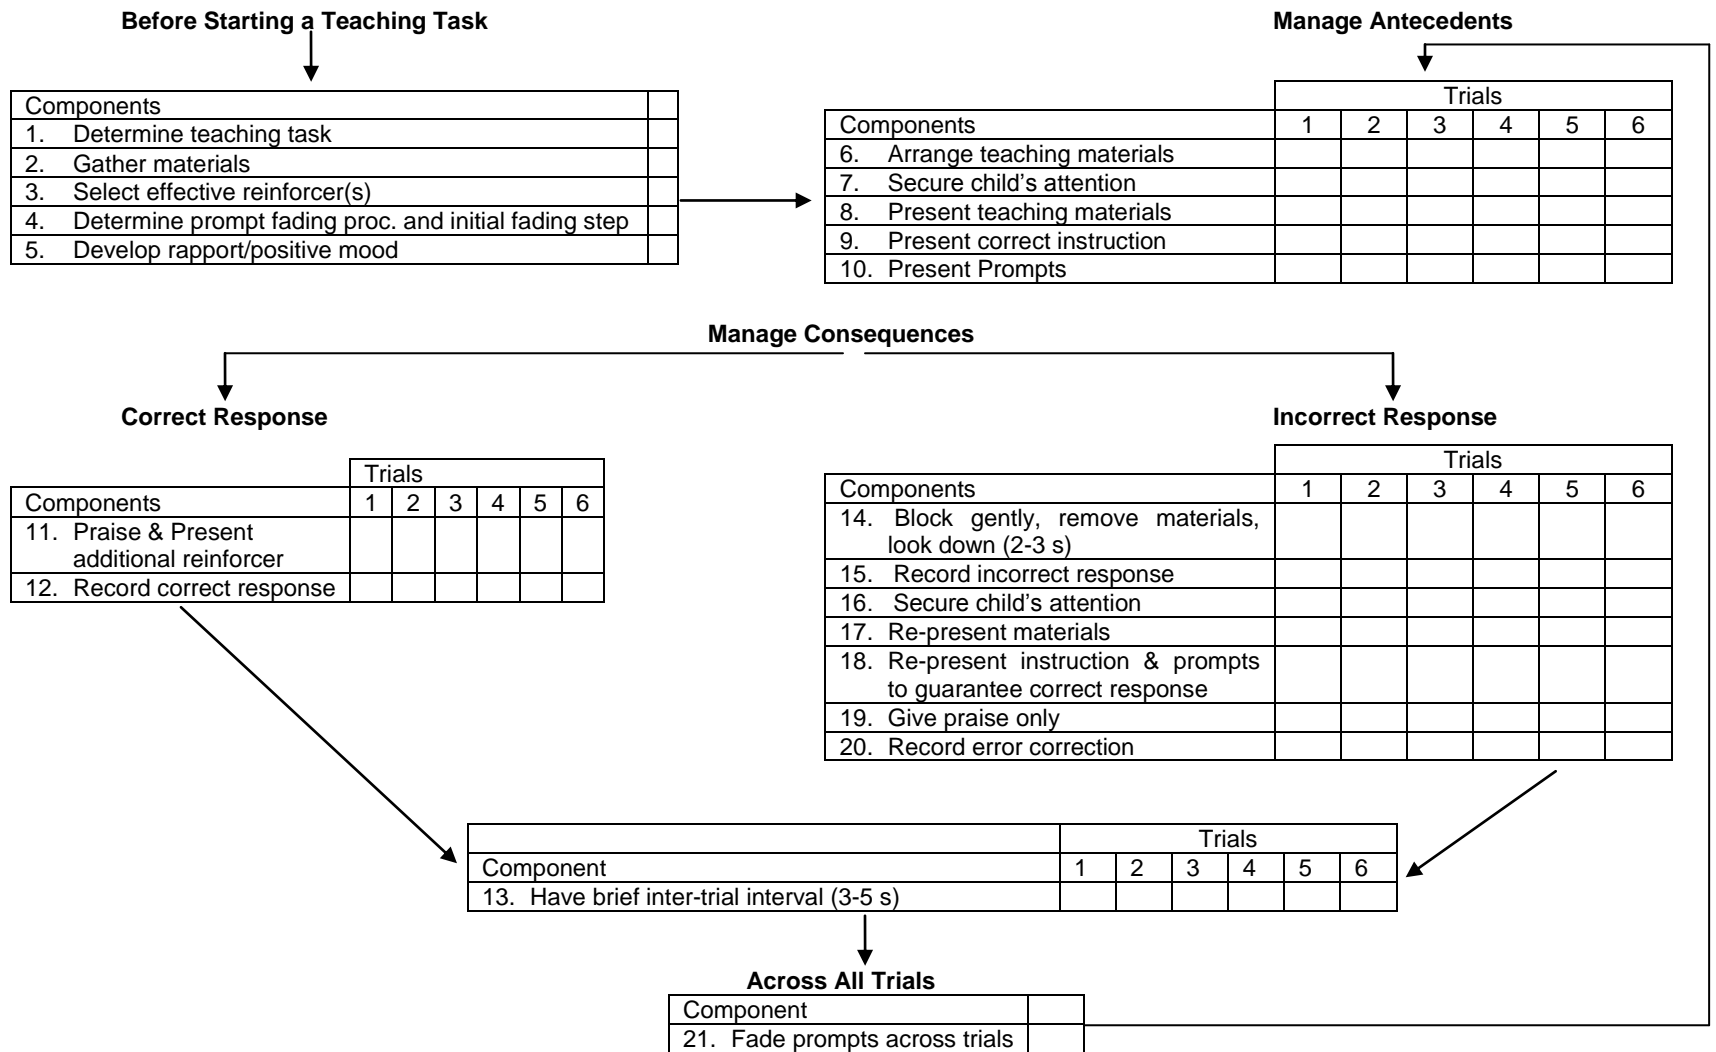 Before Starting a Teaching Task
Components
1. Determine teaching task
2. Gather materials
3. Select effective reinforcer(s)
4. Determine prompt fading proc. and initial fading step
5. Develop rapport/positive mood
Manage Antecedents
Trials
Components 1 2 3 4 5 6
6. Arrange teaching materials
7. Secure child’s attention
8. Present teaching materials
9. Present correct instruction
10. Present Prompts
Manage Consequences
Correct Response
Trials
Components 1 2 3 4 5 6
11. Praise & Present
additional reinforcer
12. Record correct response
Incorrect Response
Trials
Components 1 2 3 4 5 6
14. Block gently, remove materials,
look down (2-3 s)
15. Record incorrect response
16. Secure child’s attention
17. Re-present materials
18. Re-present instruction & prompts
to guarantee correct response
19. Give praise only
20. Record error correction
Trials
Component 1 2 3 4 5 6
13. Have brief inter-trial interval (3-5 s)
Across All Trials
Component
21. Fade prompts across trials